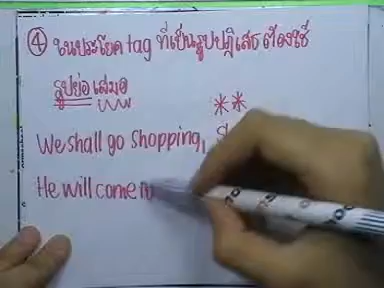 ④ ในประโยค tag ที่เป็นรูปปฏิเสธ ต้องใช้
รูปย่อ เสมอ
**
We shall go shopping,
He will come